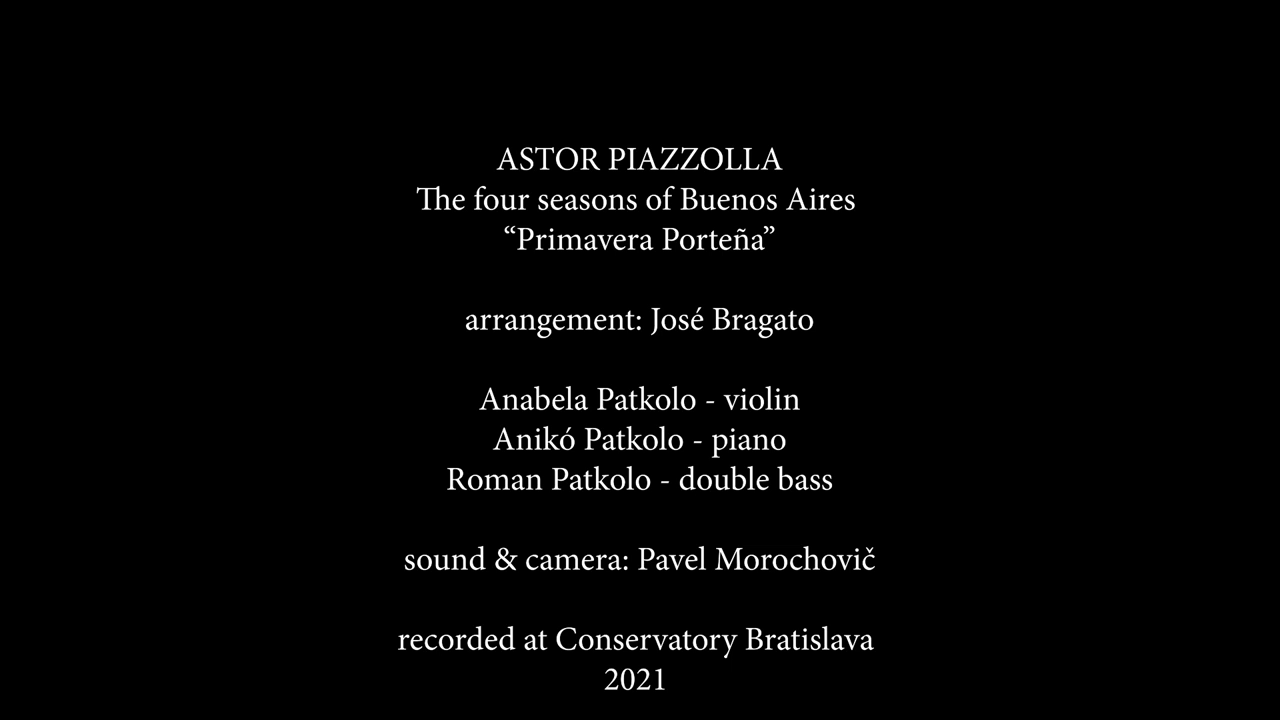 ASTOR PIAZZOLLA
The four seasons of Buenos Aires
“Primavera Porteña”
arrangement: José Bragato
Anabela Patkolo - violin
Anikó Patkolo - piano
Roman Patkolo - double bass
sound & camera: Pavel Morochovič
recorded at Conservatory Bratislava
2021